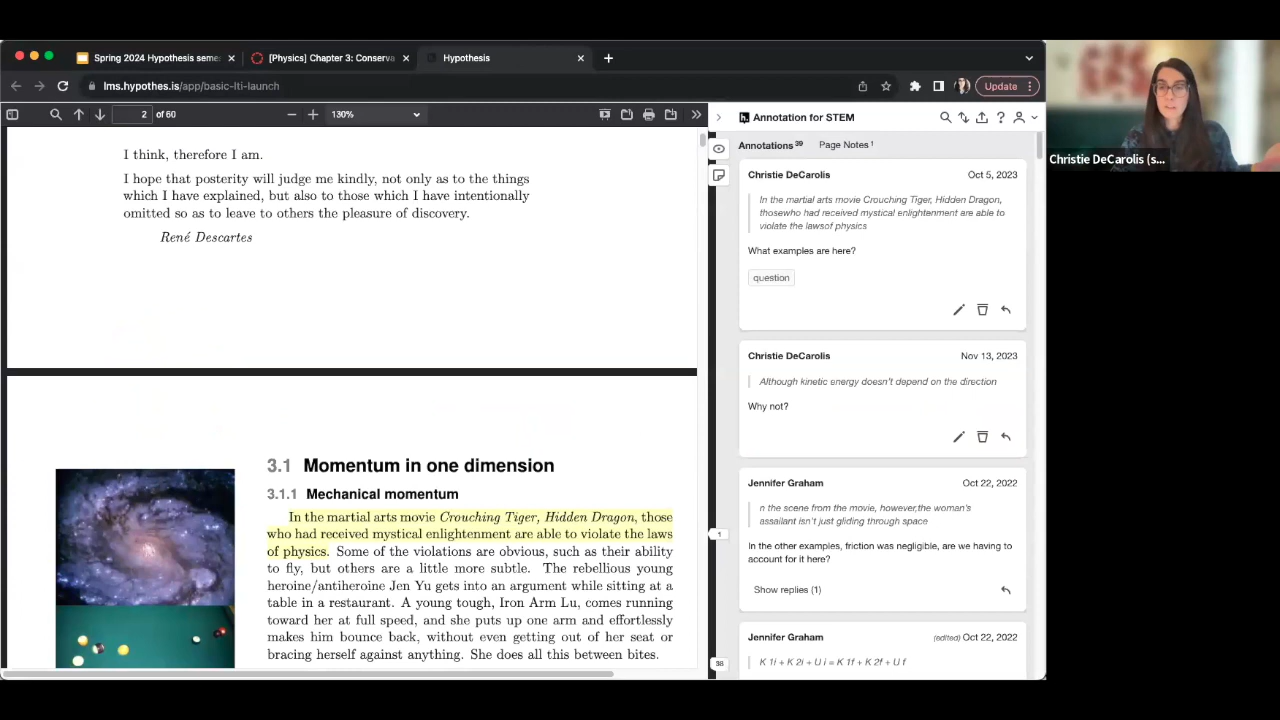 Spring 2024 Hypothesis seme
[Physics] Chapter 3: Conserva
Hypothesis
lms.hypothes.is/app/basic-lti-launch
Update
2 of 60
130%
I think, therefore I am.
I hope that posterity will judge me kindly, not only as to the things
which I have explained, but also to those which I have intentionally
omitted so as to leave to others the pleasure of discovery.
René Descartes
3.1 Momentum in one dimension
3.1.1 Mechanical momentum
In the martial arts movie Crouching Tiger, Hidden Dragon, those
who had received mystical enlightenment are able to violate the laws
of physics. Some of the violations are obvious, such as their ability
to fly, but others are a little more subtle. The rebellious young
heroine/antiheroine Jen Yu gets into an argument while sitting at a
table in a restaurant. A young tough, Iron Arm Lu, comes running
toward her at full speed, and she puts up one arm and effortlessly
makes him bounce back, without even getting out of her seat or
bracing herself against anything. She does all this between bites.
Annotation for STEM
Annotations 39 Page Notes 1
Christie DeCarolis Oct 5, 2023
In the martial arts movie Crouching Tiger, Hidden Dragon,
thosewho had received mystical enlightenment are able to
violate the lawsof physics
What examples are here?
question
Christie DeCarolis Nov 13, 2023
Although kinetic energy doesn't depend on the direction
Why not?
Jennifer Graham Oct 22, 2022
n the scene from the movie, however,the woman's
assailant isn't just gliding through space
In the other examples, friction was negligible, are we having to
account for it here?
Show replies (1)
Jennifer Graham (edited) Oct 22, 2022
K 1i + K 2i + U i = K 1f + K 2f + U f
1
38
Christie DeCarolis (s...